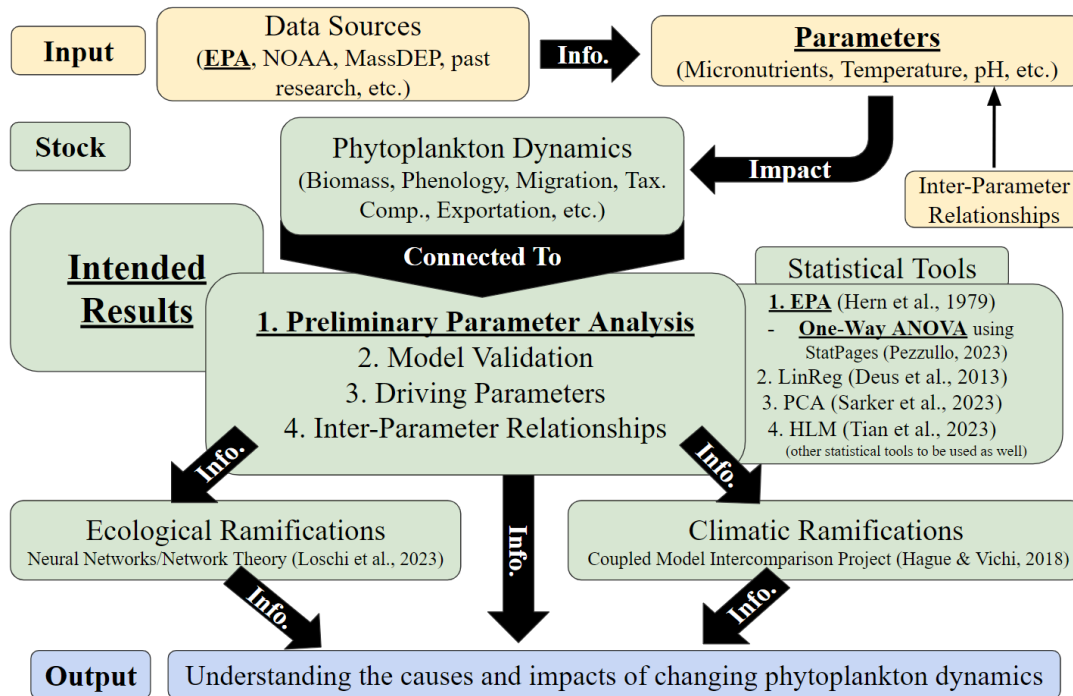 Input
Data Sources
(EPA, NOAA, MassDEP, past
research, etc.)
Info.
Parameters
(Micronutrients, Temperature, pH, etc.)
Stock
Phytoplankton Dynamics
(Biomass, Phenology, Migration, Tax.
Comp., Exportation, etc.)
Impact
Inter-Parameter
Relationships
Connected To
Intended
Results
1. Preliminary Parameter Analysis
2. Model Validation
3. Driving Parameters
4. Inter-Parameter Relationships
Statistical Tools
1. EPA (Hern et al., 1979)
- One-Way ANOVA using
StatPages (Pezzullo, 2023)
2. LinReg (Deus et al., 2013)
3. PCA (Sarker et al., 2023)
4. HLM (Tian et al., 2023)
(other statistical tools to be used as well)
Info.
Info.
Info.
Ecological Ramifications
Neural Networks/Network Theory (Loschi et al., 2023)
Climatic Ramifications
Coupled Model Intercomparison Project (Hague & Vichi, 2018)
Info.
Info.
Output
Understanding the causes and impacts of changing phytoplankton dynamics